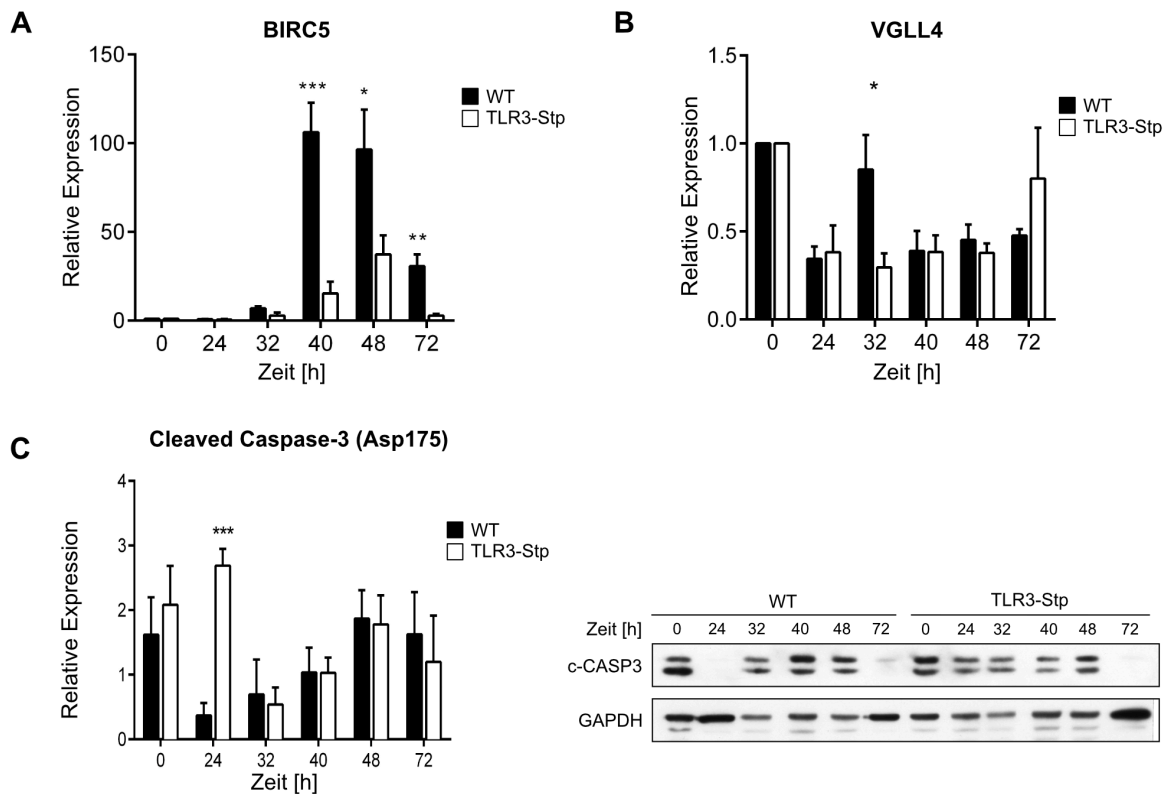 A
BIRC5
Relative Expression
150
100
50
0
*** * **
0 24 32 40 48 72
Zeit [h]
WT
TLR3-Stp
B
VGLL4
Relative Expression
1.5
1.0
0.5
0.0
*
0 24 32 40 48 72
Zeit [h]
WT
TLR3-Stp
C
Cleaved Caspase-3 (Asp175)
Relative Expression
4
3
2
1
0
***
0 24 32 40 48 72
Zeit [h]
WT
TLR3-Stp
WT TLR3-Stp
Zeit [h] 0 24 32 40 48 72 0 24 32 40 48 72
c-CASP3
GAPDH